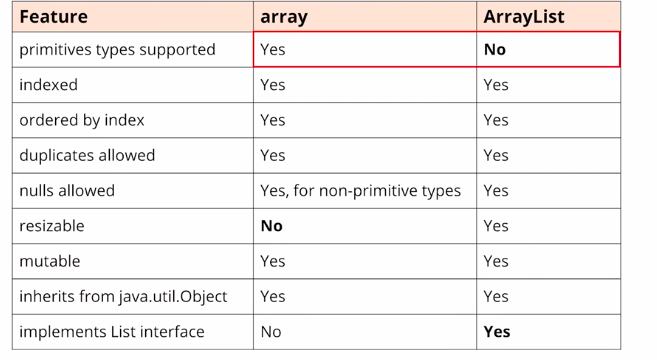 Feature array ArrayList
primitives types supported Yes No
indexed Yes Yes
ordered by index Yes Yes
duplicates allowed Yes Yes
nulls allowed Yes, for non-primitive types Yes
resizable No Yes
mutable Yes Yes
inherits from java.util.Object Yes Yes
implements List interface No Yes